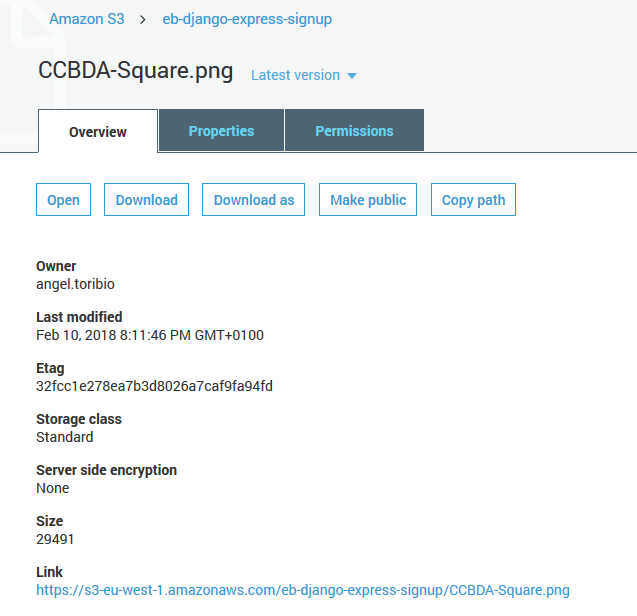 Amazon S3 > eb-django-express-signup
CCBDA-Square.png Latest version
Overview Properties Permissions
Open Download Download as Make public Copy path
Owner
angel.toribio
Last modified
Feb 10, 2018 8:11:46 PM GMT+0100
Etag
32fcc1e278ea7b3d8026a7caf9fa94fd
Storage class
Standard
Server side encryption
None
Size
29491
Link
https://s3-eu-west-1.amazonaws.com/eb-django-express-signup/CCBDA-Square.png